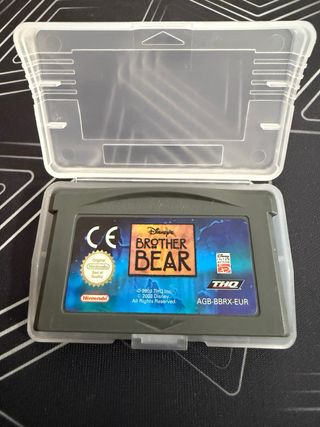 Disney's
BROTHER
BEAR
CE
Original
Nintendo
Seal of
Quality
Nintendo
© 2003 THQ Inc.
© 2003 Disney.
All Rights Reserved.
THQ
AGB-BBRX-EUR